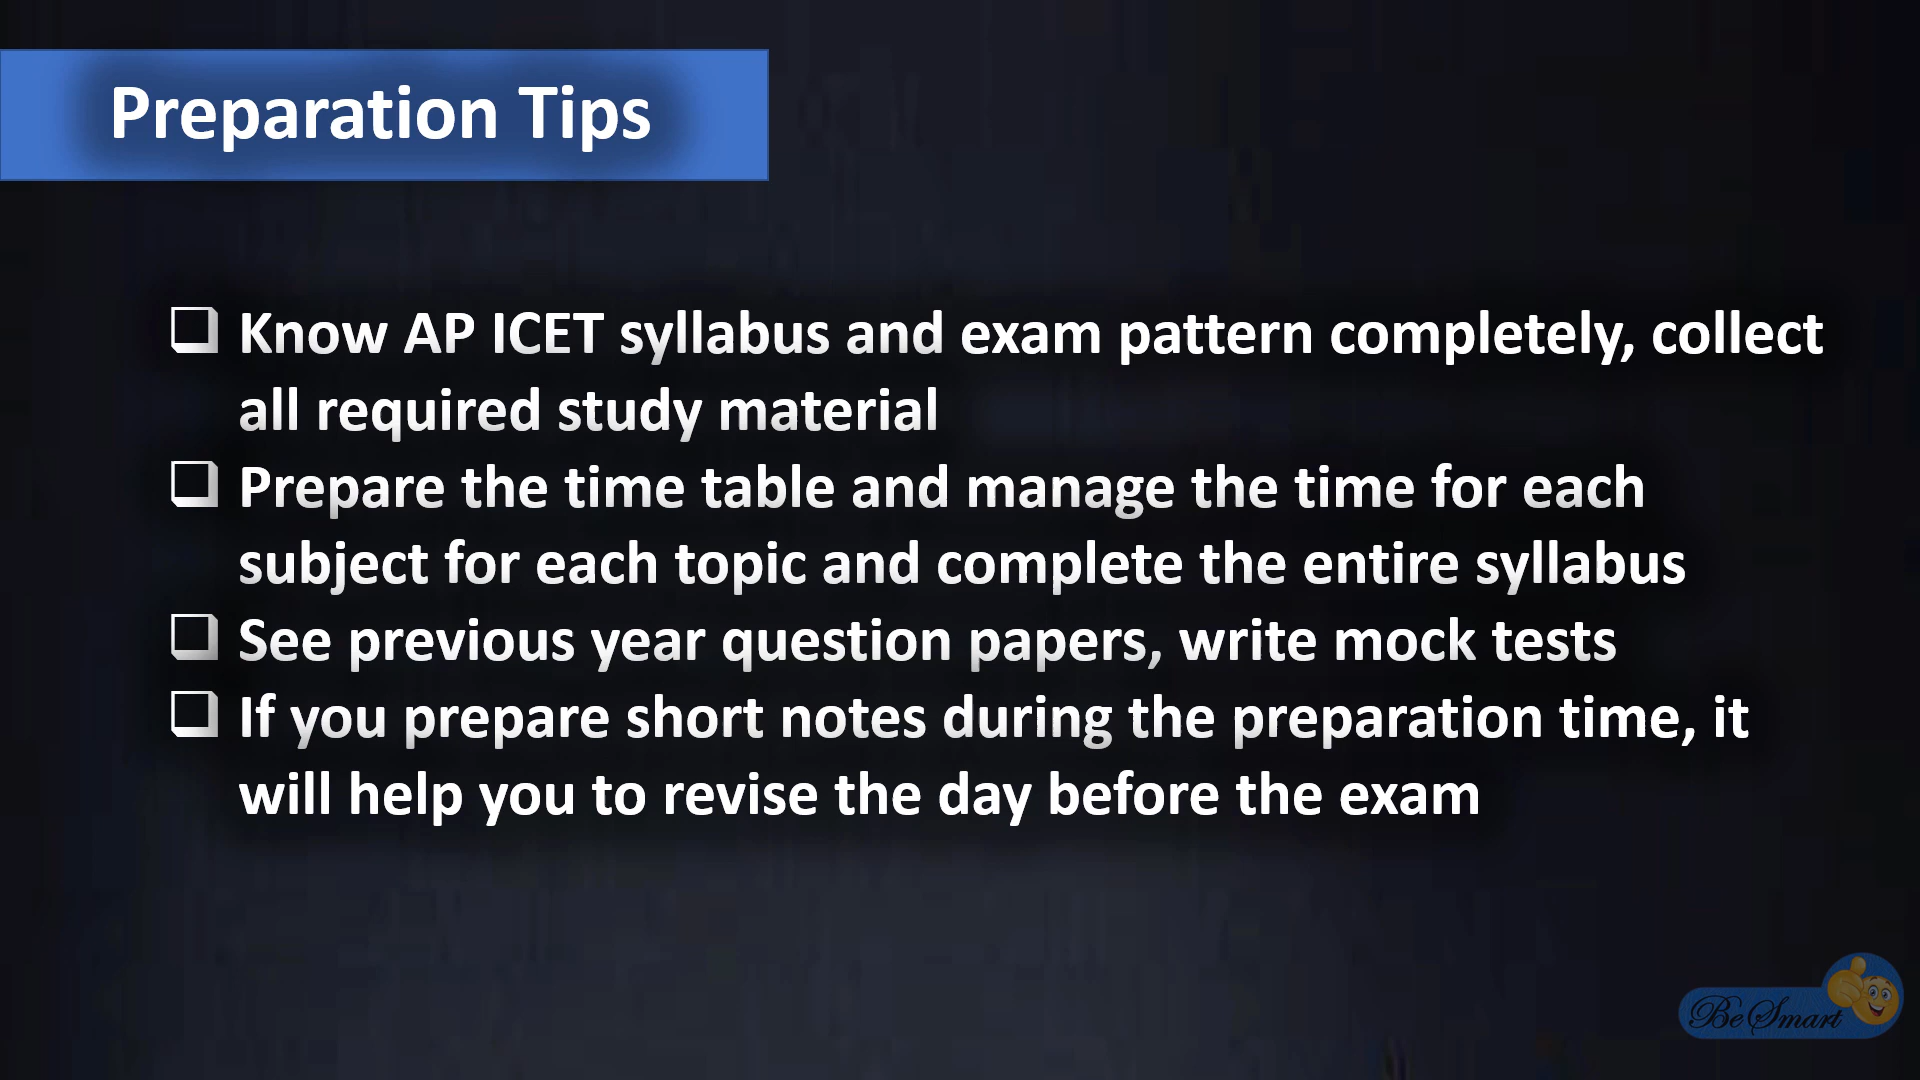 Preparation Tips
Know AP ICET syllabus and exam pattern completely, collect
all required study material
Prepare the time table and manage the time for each
subject for each topic and complete the entire syllabus
See previous year question papers, write mock tests
If you prepare short notes during the preparation time, it
will help you to revise the day before the exam
Be Smart